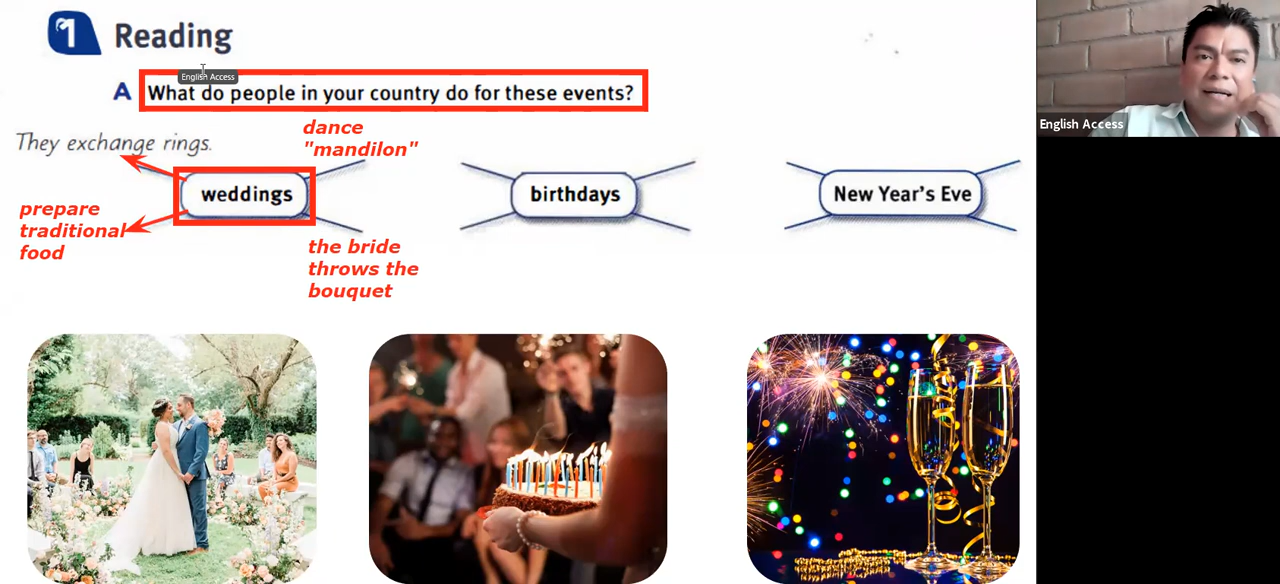 1 Reading
English Access
A What do people in your country do for these events?
They exchange rings.
dance
"mandilon"
weddings
prepare
traditional
food
the bride
throws the
bouquet
birthdays
New Year's Eve
English Access